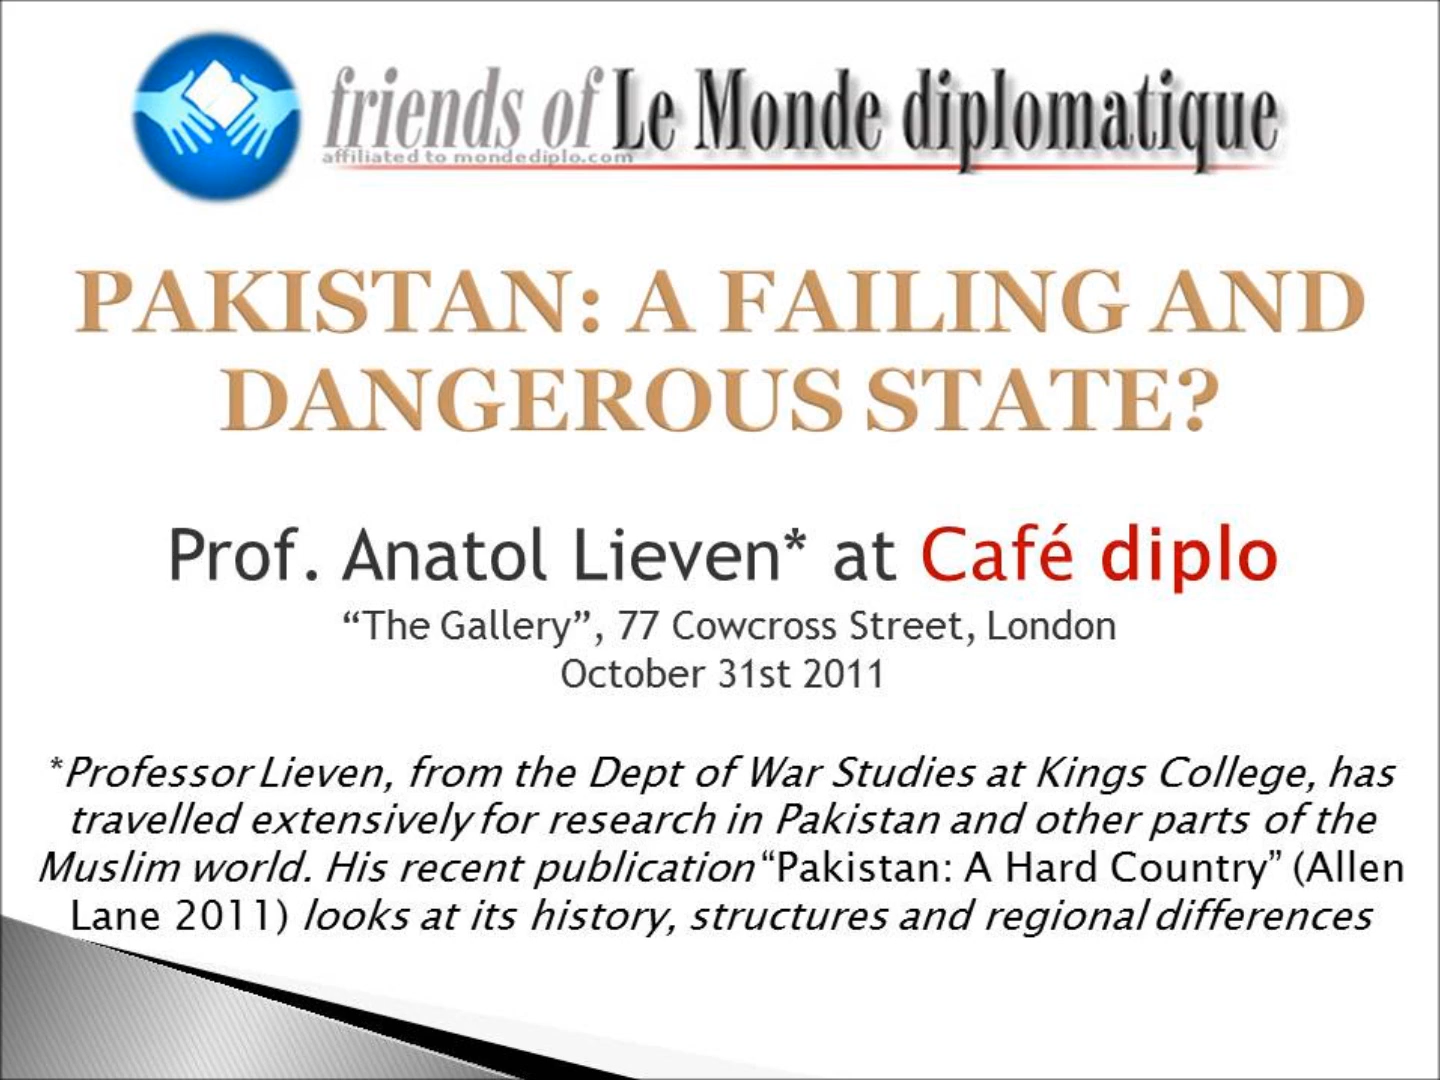 friends of Le Monde diplomatique
affiliated to mondediplo.com
PAKISTAN: A FAILING AND
DANGEROUS STATE?
Prof. Anatol Lieven* at Café diplo
“The Gallery”, 77 Cowcross Street, London
October 31st 2011
*Professor Lieven, from the Dept of War Studies at Kings College, has
travelled extensively for research in Pakistan and other parts of the
Muslim world. His recent publication “Pakistan: A Hard Country” (Allen
Lane 2011) looks at its history, structures and regional differences